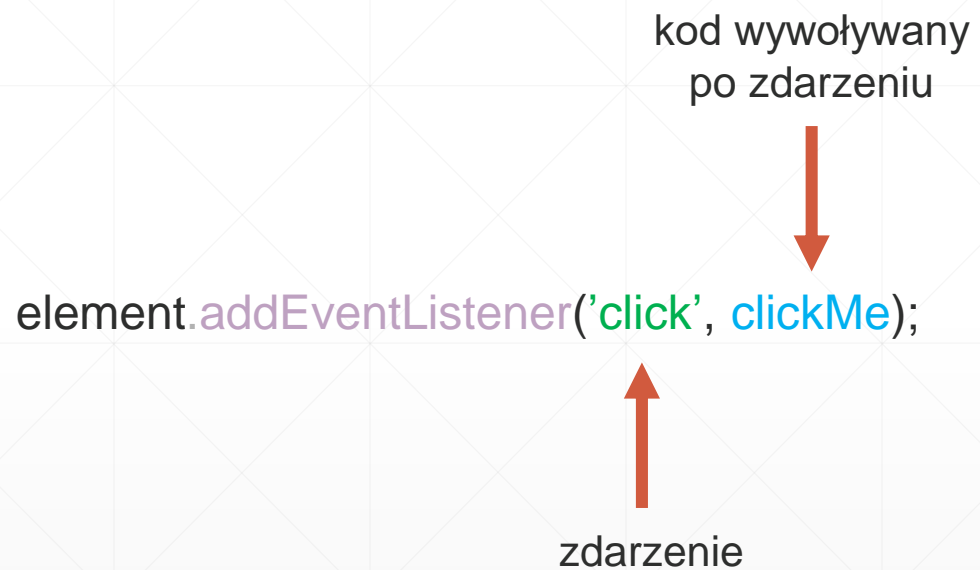 kod wywoływany
po zdarzeniu
element.addEventListener(’click’, clickMe);
zdarzenie